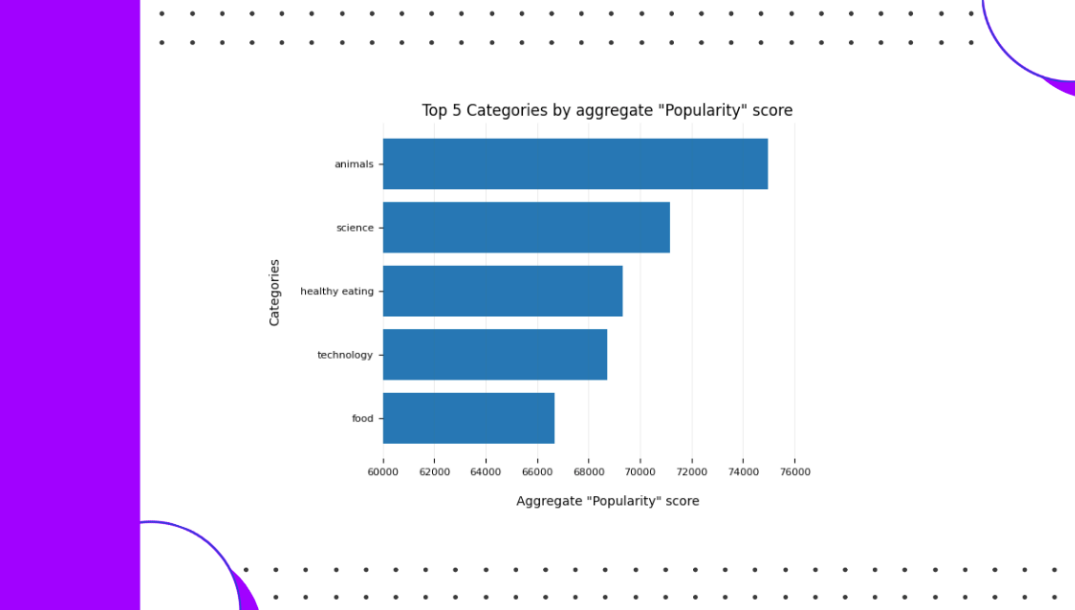 Top 5 Categories by aggregate "Popularity" score
animals
science
healthy eating
technology
food
Categories
60000 62000 64000 66000 68000 70000 72000 74000 76000
Aggregate "Popularity" score